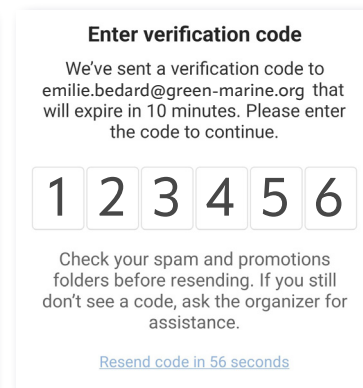 Enter verification code
We've sent a verification code to
emilie.bedard@green-marine.org that
will expire in 10 minutes. Please enter
the code to continue.
1 2 3 4 5 6
Check your spam and promotions
folders before resending. If you still
don't see a code, ask the organizer for
assistance.
Resend code in 56 seconds